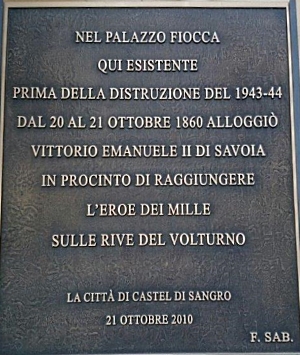 NEL PALAZZO FIOCCA
QUI ESISTENTE
PRIMA DELLA DISTRUZIONE DEL 1943-44
DAL 20 AL 21 OTTOBRE 1860 ALLOGGIÒ
VITTORIO EMANUELE II DI SAVOIA
IN PROCINTO DI RAGGIUNGERE
L'EROE DEI MILLE
SULLE RIVE DEL VOLTURNO
LA CITTÀ DI CASTEL DI SANGRO
21 OTTOBRE 2010
F. SAB.